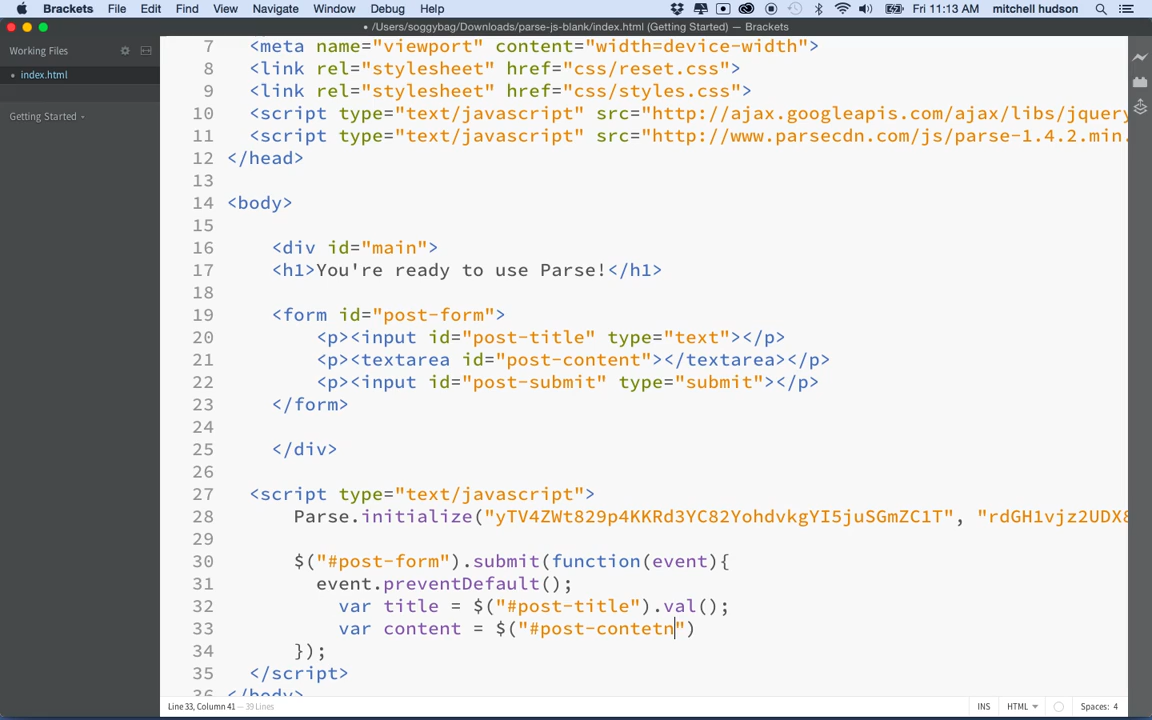 Brackets File Edit Find View Navigate Window Debug Help Fri 11:13 AM mitchell hudson
• /Users/soggybag/Downloads/parse-js-blank/index.html (Getting Started) — Brackets
Working Files
• index.html
Getting Started
7 <meta name="viewport" content="width=device-width">
8 <link rel="stylesheet" href="css/reset.css">
9 <link rel="stylesheet" href="css/styles.css">
10 <script type="text/javascript" src="http://ajax.googleapis.com/ajax/libs/jquery
11 <script type="text/javascript" src="http://www.parsecdn.com/js/parse-1.4.2.min.
12 </head>
13
14 <body>
15
16 <div id="main">
17 <h1>You're ready to use Parse!</h1>
18
19 <form id="post-form">
20 <p><input id="post-title" type="text"></p>
21 <p><textarea id="post-content"></textarea></p>
22 <p><input id="post-submit" type="submit"></p>
23 </form>
24
25 </div>
26
27 <script type="text/javascript">
28 Parse.initialize("yTV4ZWt829p4KKRd3YC82YohdvkgYI5juSGmZC1T", "rdGH1vjz2UDX8
29
30 $("#post-form").submit(function(event){
31 event.preventDefault();
32 var title = $("#post-title").val();
33 var content = $("#post-contetn")
34 });
35 </script>
36 </body>
Line 33, Column 41 — 39 Lines INS HTML Spaces: 4